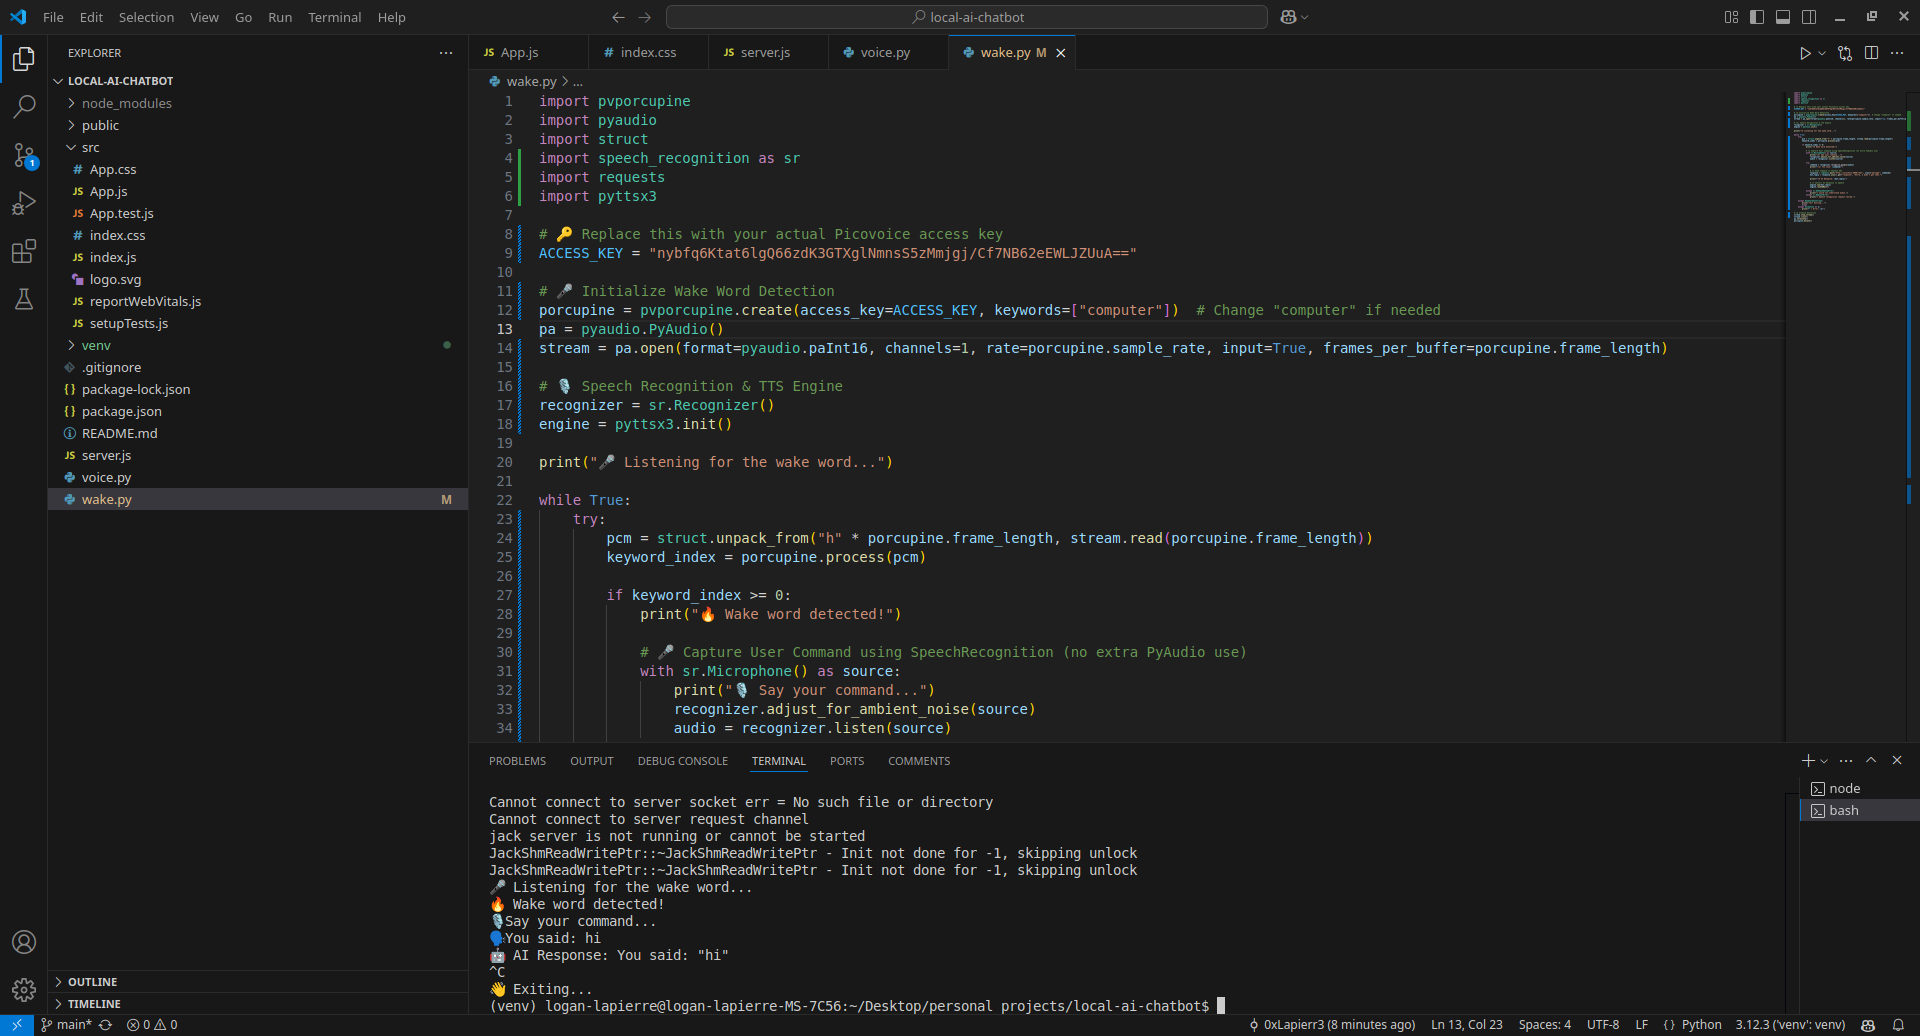 File Edit Selection View Go Run Terminal Help
local-ai-chatbot
EXPLORER
LOCAL-AI-CHATBOT
node_modules
public
src
# App.css
JS App.js
JS App.test.js
# index.css
JS index.js
logo.svg
JS reportWebVitals.js
JS setupTests.js
venv
.gitignore
{} package-lock.json
{} package.json
README.md
JS server.js
voice.py
wake.py M
OUTLINE
TIMELINE
JS App.js # index.css JS server.js voice.py wake.py M
wake.py > ...
1 import pvporcupine
2 import pyaudio
3 import struct
4 import speech_recognition as sr
5 import requests
6 import pyttsx3
7
8 # 🔑 Replace this with your actual Picovoice access key
9 ACCESS_KEY = "nybfq6Ktat6lgQ66zdK3GTXglNmnsS5zMmjgj/Cf7NB62eEWLJZUuA=="
10
11 # 🎤 Initialize Wake Word Detection
12 porcupine = pvporcupine.create(access_key=ACCESS_KEY, keywords=["computer"])  # Change "computer" if needed
13 pa = pyaudio.PyAudio()
14 stream = pa.open(format=pyaudio.paInt16, channels=1, rate=porcupine.sample_rate, input=True, frames_per_buffer=porcupine.frame_length)
15
16 # 🎙️ Speech Recognition & TTS Engine
17 recognizer = sr.Recognizer()
18 engine = pyttsx3.init()
19
20 print("🎤 Listening for the wake word...")
21
22 while True:
23     try:
24         pcm = struct.unpack_from("h" * porcupine.frame_length, stream.read(porcupine.frame_length))
25         keyword_index = porcupine.process(pcm)
26
27         if keyword_index >= 0:
28             print("🔥 Wake word detected!")
29
30             # 🎤 Capture User Command using SpeechRecognition (no extra PyAudio use)
31             with sr.Microphone() as source:
32                 print("🎙️ Say your command...")
33                 recognizer.adjust_for_ambient_noise(source)
34                 audio = recognizer.listen(source)
PROBLEMS OUTPUT DEBUG CONSOLE TERMINAL PORTS COMMENTS
node
bash
Cannot connect to server socket err = No such file or directory
Cannot connect to server request channel
jack server is not running or cannot be started
JackShmReadWritePtr::~JackShmReadWritePtr - Init not done for -1, skipping unlock
JackShmReadWritePtr::~JackShmReadWritePtr - Init not done for -1, skipping unlock
🎤 Listening for the wake word...
🔥 Wake word detected!
🎙️Say your command...
🗣️You said: hi
🤖 AI Response: You said: "hi"
^C
👋 Exiting...
(venv) logan-lapierre@logan-lapierre-MS-7C56:~/Desktop/personal projects/local-ai-chatbot$
main* 0 0 0xLapierr3 (8 minutes ago) Ln 13, Col 23 Spaces: 4 UTF-8 LF {} Python 3.12.3 ('venv': venv)
1